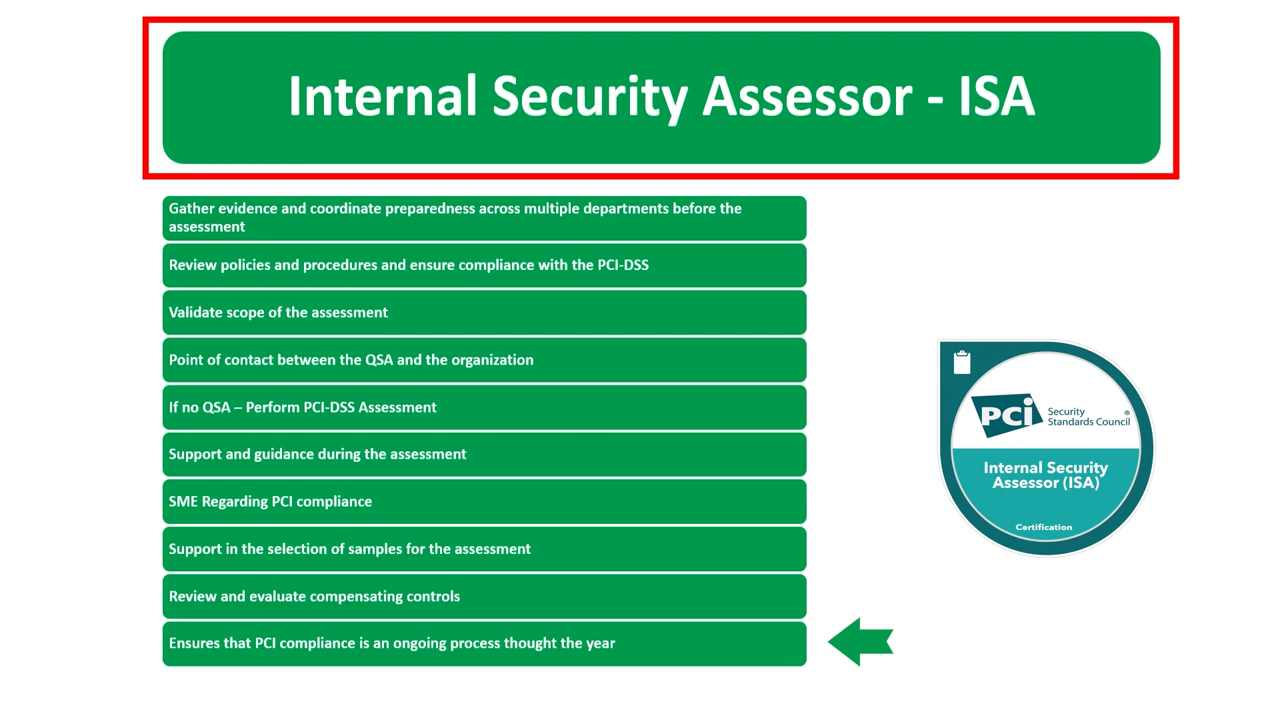 Internal Security Assessor - ISA
Gather evidence and coordinate preparedness across multiple departments before the
assessment
Review policies and procedures and ensure compliance with the PCI-DSS
Validate scope of the assessment
Point of contact between the QSA and the organization
If no QSA – Perform PCI-DSS Assessment
Support and guidance during the assessment
SME Regarding PCI compliance
Support in the selection of samples for the assessment
Review and evaluate compensating controls
Ensures that PCI compliance is an ongoing process thought the year
PCi Security
Standards Council ®
Internal Security
Assessor (ISA)
Certification